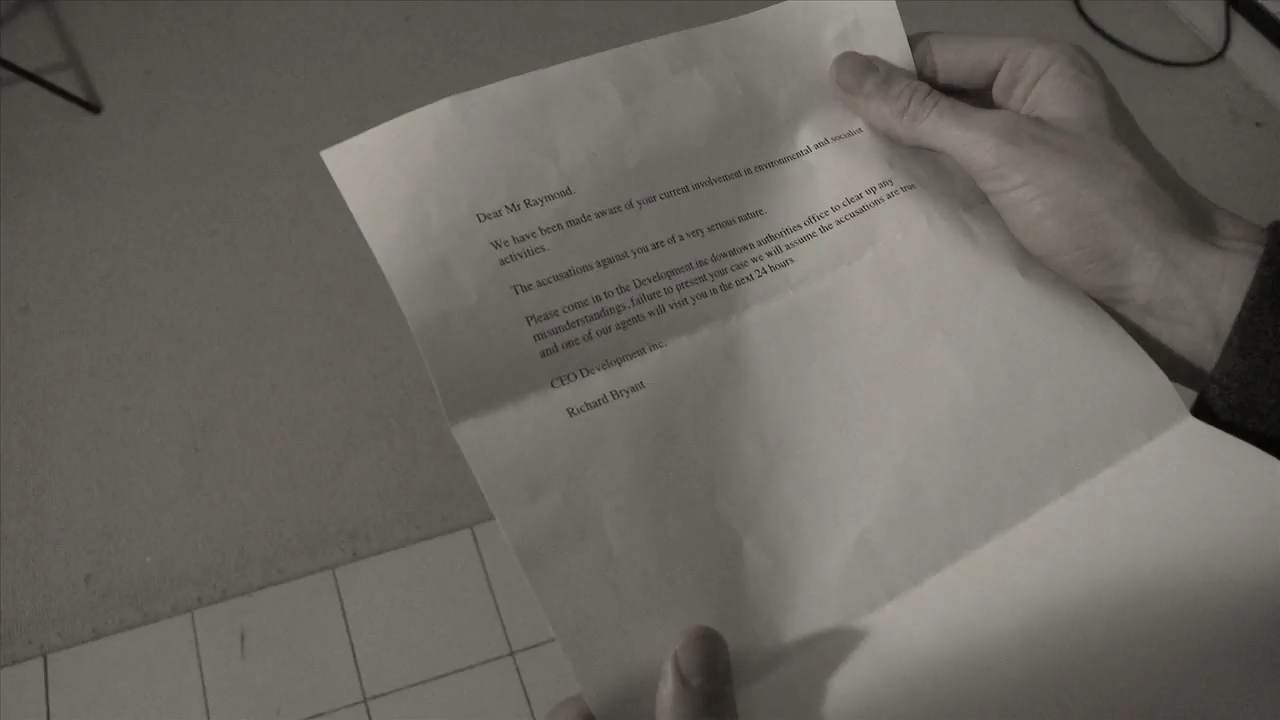 Dear Mr Raymond.
We have been made aware of your current involvement in environmental and socialist
activities.
The accusations against you are of a very serious nature.
Please come in to the Development.inc downtown authorities office to clear up any
misunderstandings, failure to present your case we will assume the accusations are true
and one of our agents will visit you in the next 24 hours.
CEO Development inc.
Richard Bryant